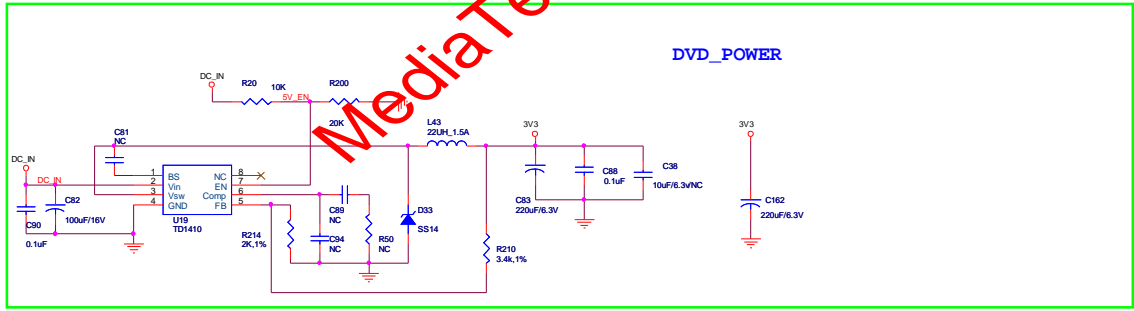 MediaTe
DVD_POWER
DC_IN
R20
10K
R200
5V_EN
20K
C81
NC
L43
22UH_1.5A
3V3
3V3
DC_IN
DC_IN
1
2
3
4
BS
Vin
Vsw
GND
NC
EN
Comp
FB
8
7
6
5
U19
TD1410
C82
100uF/16V
C90
0.1uF
R214
2K,1%
C89
NC
C94
NC
R50
NC
D33
SS14
R210
3.4k,1%
C83
220uF/6.3V
C88
0.1uF
C38
10uF/6.3v/NC
C162
220uF/6.3V